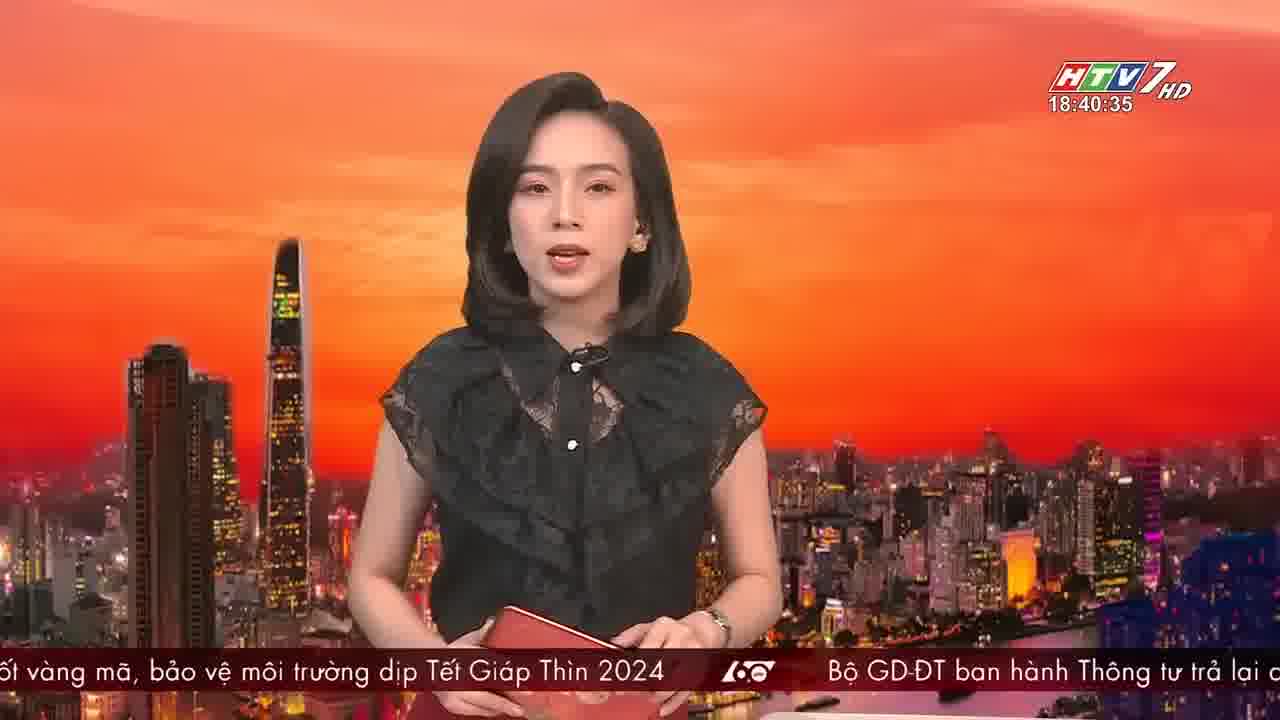 HTV7 HD
18:40:35
ốt vàng mã, bảo vệ môi trường dịp Tết Giáp Thìn 2024 60 Bộ GD-ĐT ban hành Thông tư trả lại